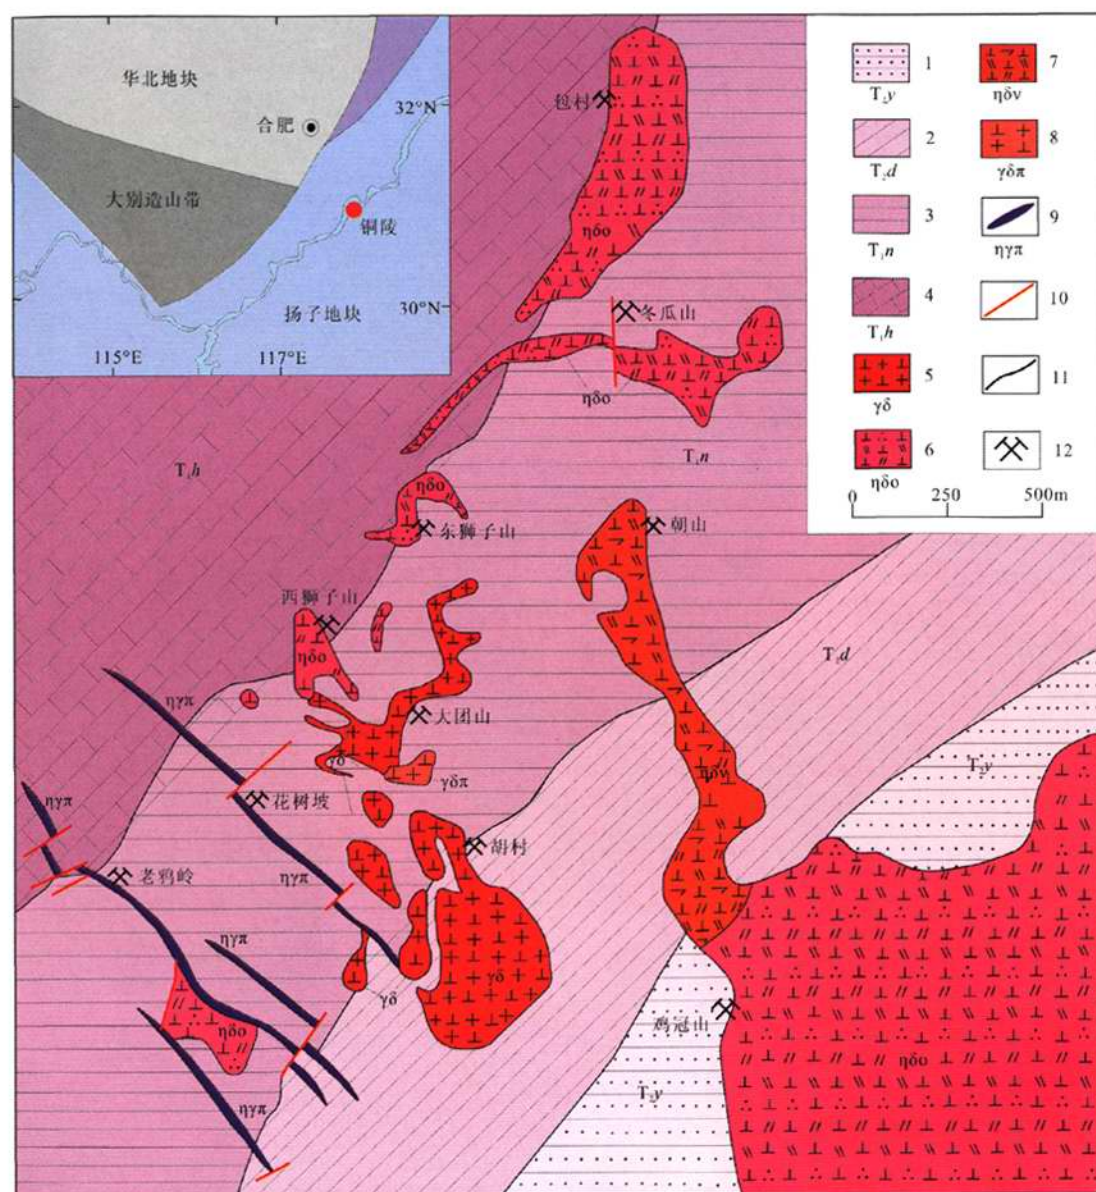 华北地块
合肥
32°N
大别造山带
铜陵
扬子地块
30°N
115°E
117°E
1
T₂y
2
T₂d
3
T₁n
4
T₁h
5
γδ
6
ηδο
7
ηδν
8
γδπ
9
ηγπ
10
11
12
0
250
500m
包村
ηδο
冬瓜山
ηδο
T₁h
T₁n
ηδο
东狮子山
朝山
西狮子山
ηδο
T₂d
ηγπ
大团山
γδ
γδπ
ηδν
T₂y
ηγπ
花树坡
胡村
老鸦岭
ηγπ
ηγπ
γδ
γδ
鸡冠山
ηδο
ηδο
T₂y
ηγπ